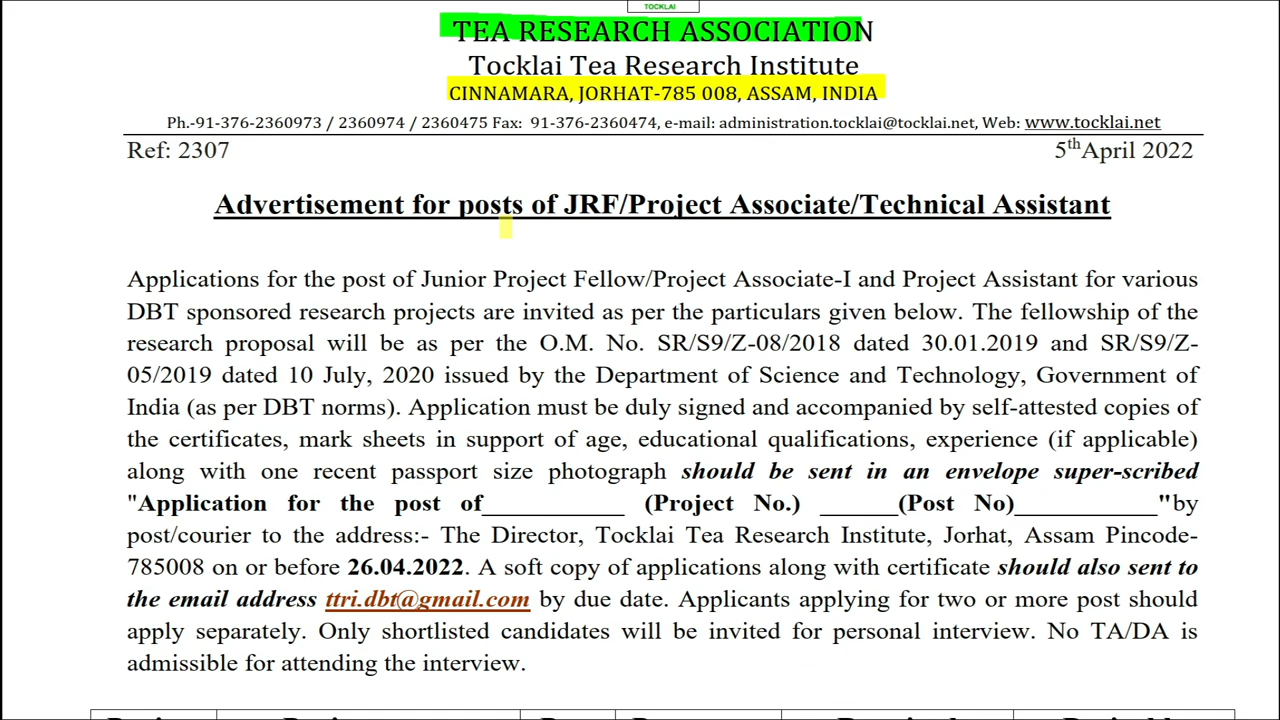 TOCKLAI
TEA RESEARCH ASSOCIATION
Tocklai Tea Research Institute
CINNAMARA, JORHAT-785 008, ASSAM, INDIA
Ph.-91-376-2360973 / 2360974 / 2360475 Fax: 91-376-2360474, e-mail: administration.tocklai@tocklai.net, Web: www.tocklai.net
Ref: 2307 5thApril 2022
Advertisement for posts of JRF/Project Associate/Technical Assistant
Applications for the post of Junior Project Fellow/Project Associate-I and Project Assistant for various
DBT sponsored research projects are invited as per the particulars given below. The fellowship of the
research proposal will be as per the O.M. No. SR/S9/Z-08/2018 dated 30.01.2019 and SR/S9/Z-
05/2019 dated 10 July, 2020 issued by the Department of Science and Technology, Government of
India (as per DBT norms). Application must be duly signed and accompanied by self-attested copies of
the certificates, mark sheets in support of age, educational qualifications, experience (if applicable)
along with one recent passport size photograph should be sent in an envelope super-scribed
"Application for the post of___________ (Project No.) ______(Post No)___________"by
post/courier to the address:- The Director, Tocklai Tea Research Institute, Jorhat, Assam Pincode-
785008 on or before 26.04.2022. A soft copy of applications along with certificate should also sent to
the email address ttri.dbt@gmail.com by due date. Applicants applying for two or more post should
apply separately. Only shortlisted candidates will be invited for personal interview. No TA/DA is
admissible for attending the interview.